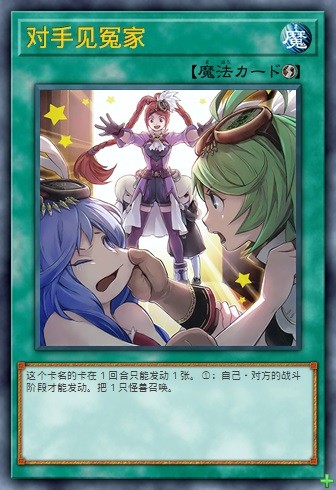 对手见冤家
魔
【魔法カード】
这个卡名的卡在1回合只能发动1张。①：自己·对方的战斗
阶段才能发动。把1只怪兽召唤。